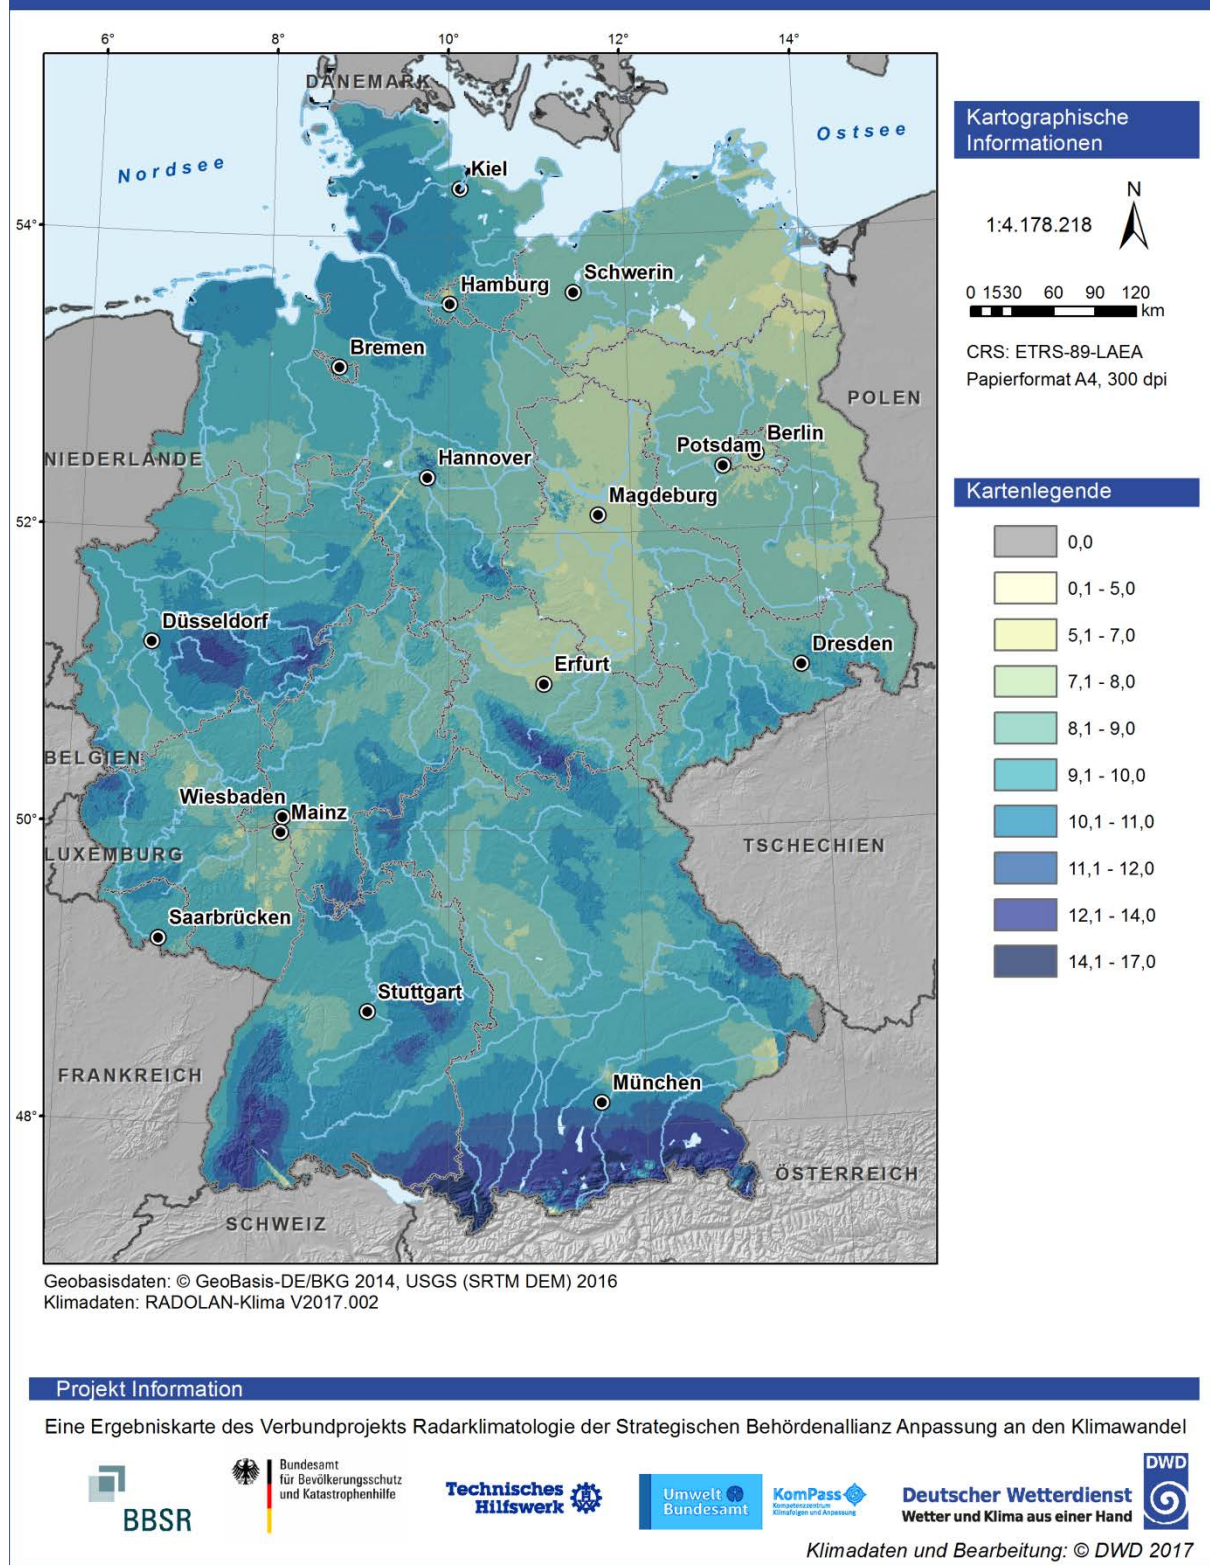 6° 8° 10° 12° 14°
DÄNEMARK
Nordsee
Ostsee
Kiel
54°
Hamburg
Schwerin
Bremen
POLEN
NIEDERLANDE
Hannover
Potsdam
Berlin
Magdeburg
52°
Düsseldorf
Erfurt
Dresden
BELGIEN
Wiesbaden
Mainz
50°
LUXEMBURG
TSCHECHIEN
Saarbrücken
Stuttgart
FRANKREICH
München
48°
ÖSTERREICH
SCHWEIZ
Kartographische
Informationen
N
1:4.178.218
0 15 30 60 90 120
km
CRS: ETRS-89-LAEA
Papierformat A4, 300 dpi
Kartenlegende
0,0
0,1 - 5,0
5,1 - 7,0
7,1 - 8,0
8,1 - 9,0
9,1 - 10,0
10,1 - 11,0
11,1 - 12,0
12,1 - 14,0
14,1 - 17,0
Geobasisdaten: © GeoBasis-DE/BKG 2014, USGS (SRTM DEM) 2016
Klimadaten: RADOLAN-Klima V2017.002
Projekt Information
Eine Ergebniskarte des Verbundprojekts Radarklimatologie der Strategischen Behördenallianz Anpassung an den Klimawandel
BBSR
Bundesamt
für Bevölkerungsschutz
und Katastrophenhilfe
Technisches
Hilfswerk
Umwelt
Bundesamt
KomPass
Kompetenzzentrum
Klimafolgen und Anpassung
Deutscher Wetterdienst
Wetter und Klima aus einer Hand
DWD
Klimadaten und Bearbeitung: © DWD 2017